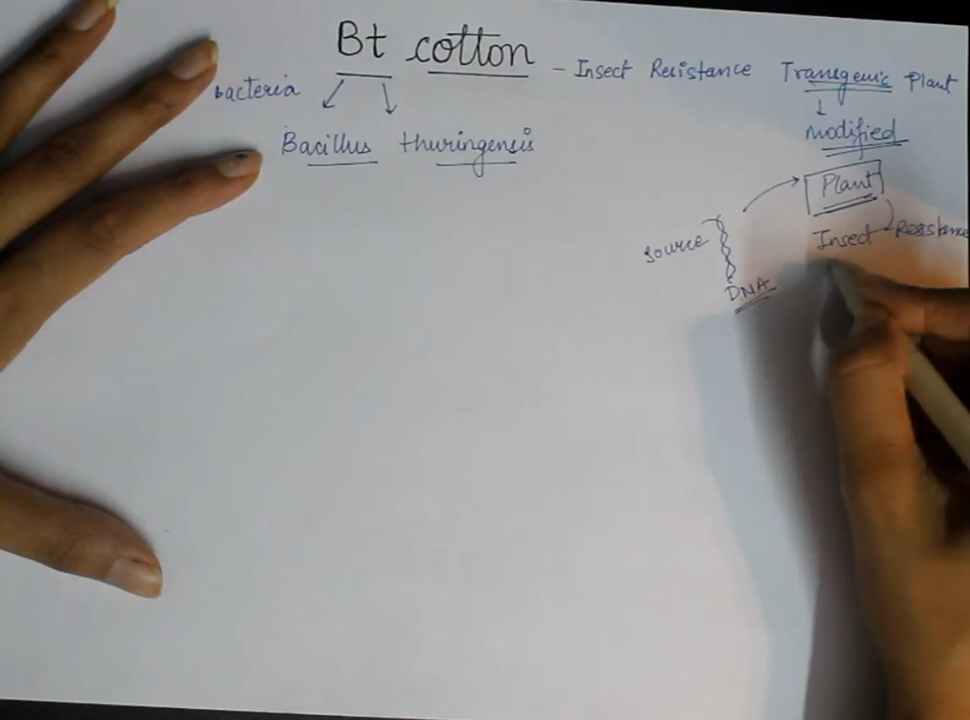 Bt cotton
- Insect Resistance Transgenic Plant
bacteria
Bacillus thuringensis
modified
Plant
Insect Resistance
source
DNA